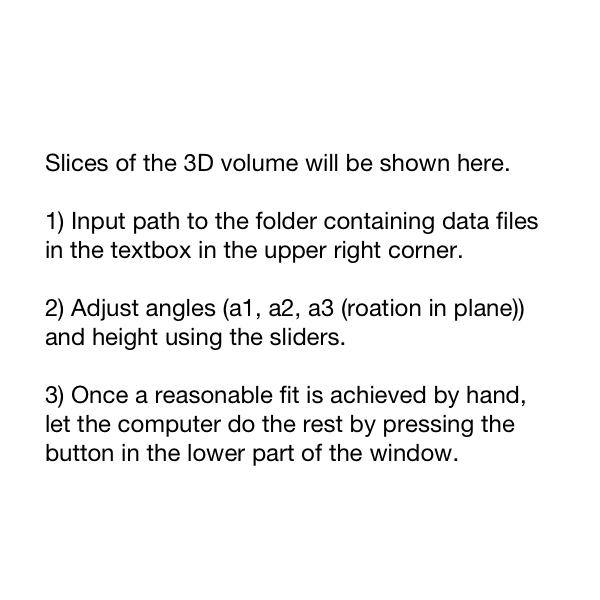 Slices of the 3D volume will be shown here.
1) Input path to the folder containing data files
in the textbox in the upper right corner.
2) Adjust angles (a1, a2, a3 (roation in plane))
and height using the sliders.
3) Once a reasonable fit is achieved by hand,
let the computer do the rest by pressing the
button in the lower part of the window.